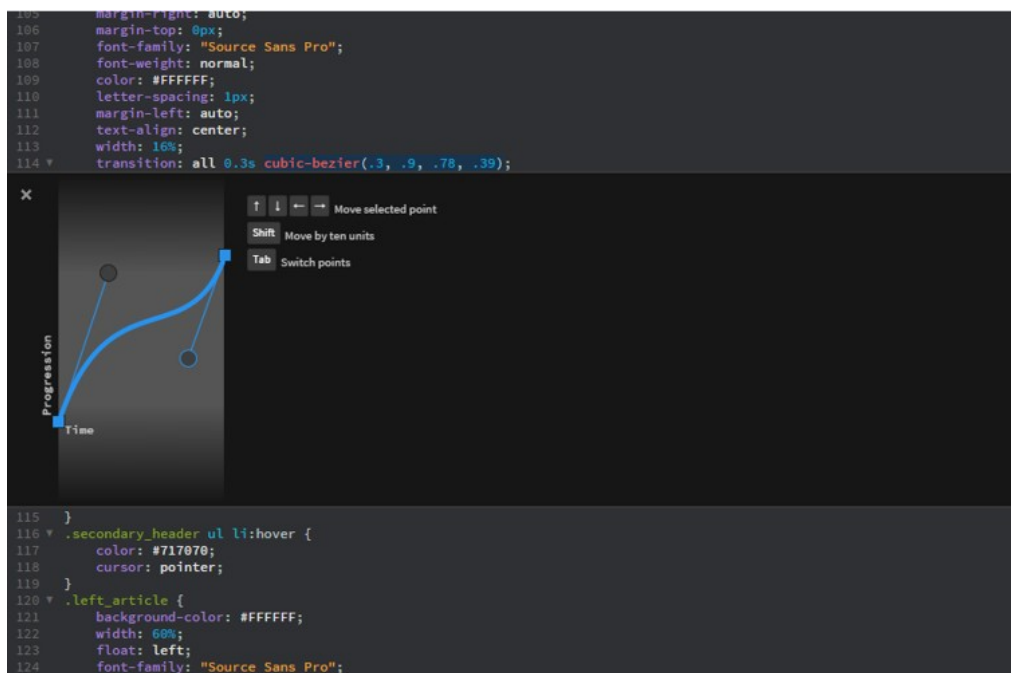 105 margin-right: auto;
106 margin-top: 0px;
107 font-family: "Source Sans Pro";
108 font-weight: normal;
109 color: #FFFFFF;
110 letter-spacing: 1px;
111 margin-left: auto;
112 text-align: center;
113 width: 16%;
114 ▼ transition: all 0.3s cubic-bezier(.3, .9, .78, .39);
×
↑ ↓ ← → Move selected point
Shift Move by ten units
Tab Switch points
Progression
Time
115 }
116 ▼ .secondary_header ul li:hover {
117 color: #717070;
118 cursor: pointer;
119 }
120 ▼ .left_article {
121 background-color: #FFFFFF;
122 width: 60%;
123 float: left;
124 font-family: "Source Sans Pro";